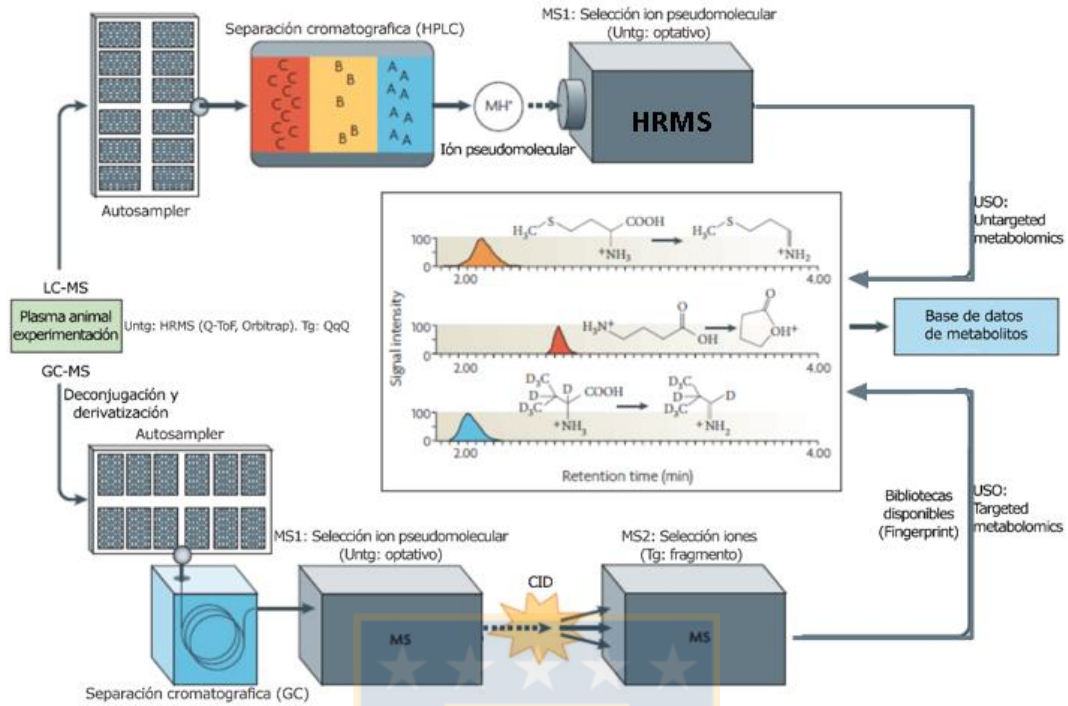 Separación cromatografica (HPLC)
MS1: Selección ion pseudomolecular
(Untg: optativo)
C C C C C C C C C C C
B B B B B
A A A A A A A A
MH⁺
HRMS
Ión pseudomolecular
Autosampler
USO:
Untargeted
metabolomics
LC-MS
Plasma animal
experimentación
Untg: HRMS (Q-ToF, Orbitrap). Tg: QqQ
GC-MS
Deconjugación y
derivatización
Autosampler
Signal intensity
H₃C S COOH ⁺NH₃ H₃C S ⁺NH₂
100
0
2.00 4.00
H₃N⁺ O OH O OH⁺
100
0
2.00 4.00
D₃C D D COOH D₃C ⁺NH₃ D₃C D D D₃C ⁺NH₂
100
0
2.00 4.00
Retention time (min)
Base de datos
de metabolitos
Bibliotecas
disponibles
(Fingerprint)
USO:
Targeted
metabolomics
MS1: Selección ion pseudomolecular
(Untg: optativo)
MS2: Selección iones
(Tg: fragmento)
CID
MS
MS
Separación cromatografica (GC)